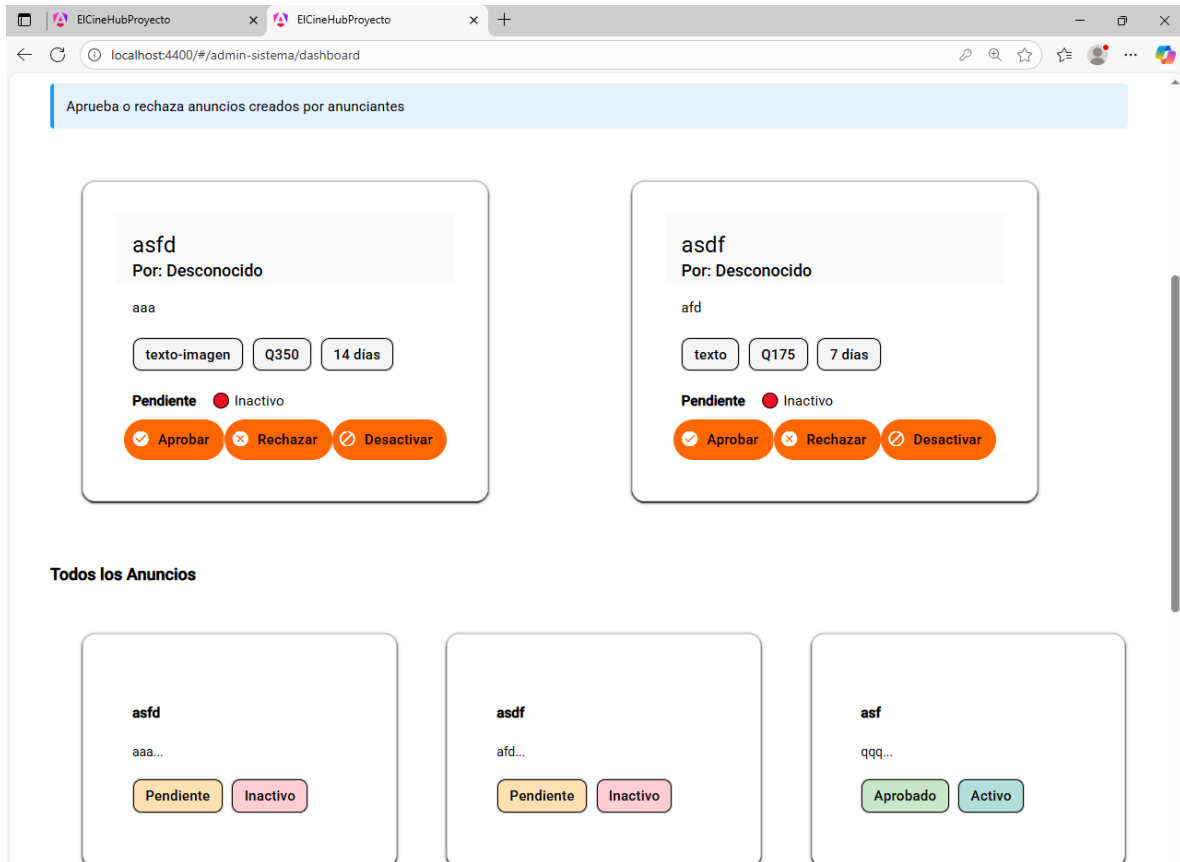 ElCineHubProyecto
ElCineHubProyecto
localhost:4400/#/admin-sistema/dashboard
Aprueba o rechaza anuncios creados por anunciantes
asfd
Por: Desconocido
aaa
texto-imagen Q350 14 días
Pendiente Inactivo
Aprobar Rechazar Desactivar
asdf
Por: Desconocido
afd
texto Q175 7 días
Pendiente Inactivo
Aprobar Rechazar Desactivar
Todos los Anuncios
asfd
aaa...
Pendiente Inactivo
asdf
afd...
Pendiente Inactivo
asf
qqq...
Aprobado Activo